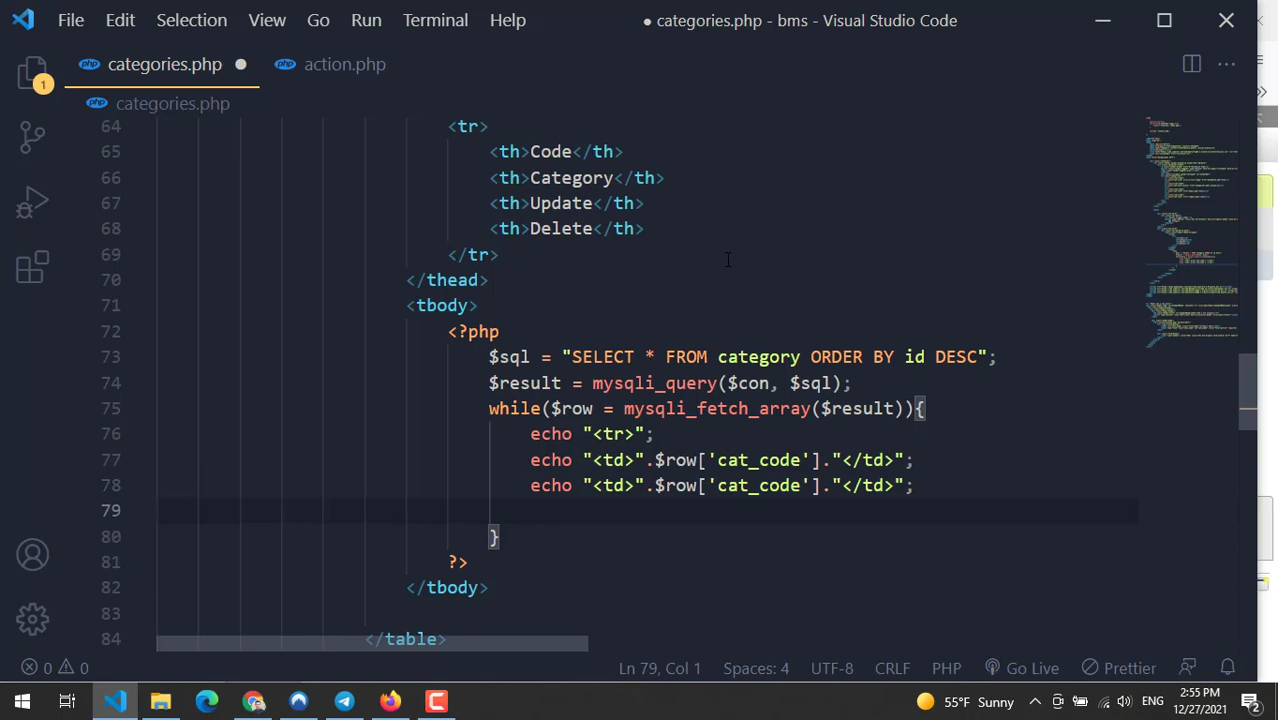 File Edit Selection View Go Run Terminal Help ● categories.php - bms - Visual Studio Code
categories.php action.php
1
categories.php
64 <tr>
65 <th>Code</th>
66 <th>Category</th>
67 <th>Update</th>
68 <th>Delete</th>
69 </tr>
70 </thead>
71 <tbody>
72 <?php
73 $sql = "SELECT * FROM category ORDER BY id DESC";
74 $result = mysqli_query($con, $sql);
75 while($row = mysqli_fetch_array($result)){
76 echo "<tr>";
77 echo "<td>".$row['cat_code']."</td>";
78 echo "<td>".$row['cat_code']."</td>";
79
80 }
81 ?>
82 </tbody>
83
84 </table>
0 0 Ln 79, Col 1 Spaces: 4 UTF-8 CRLF PHP Go Live Prettier
55°F Sunny ENG 2:55 PM
12/27/2021 2